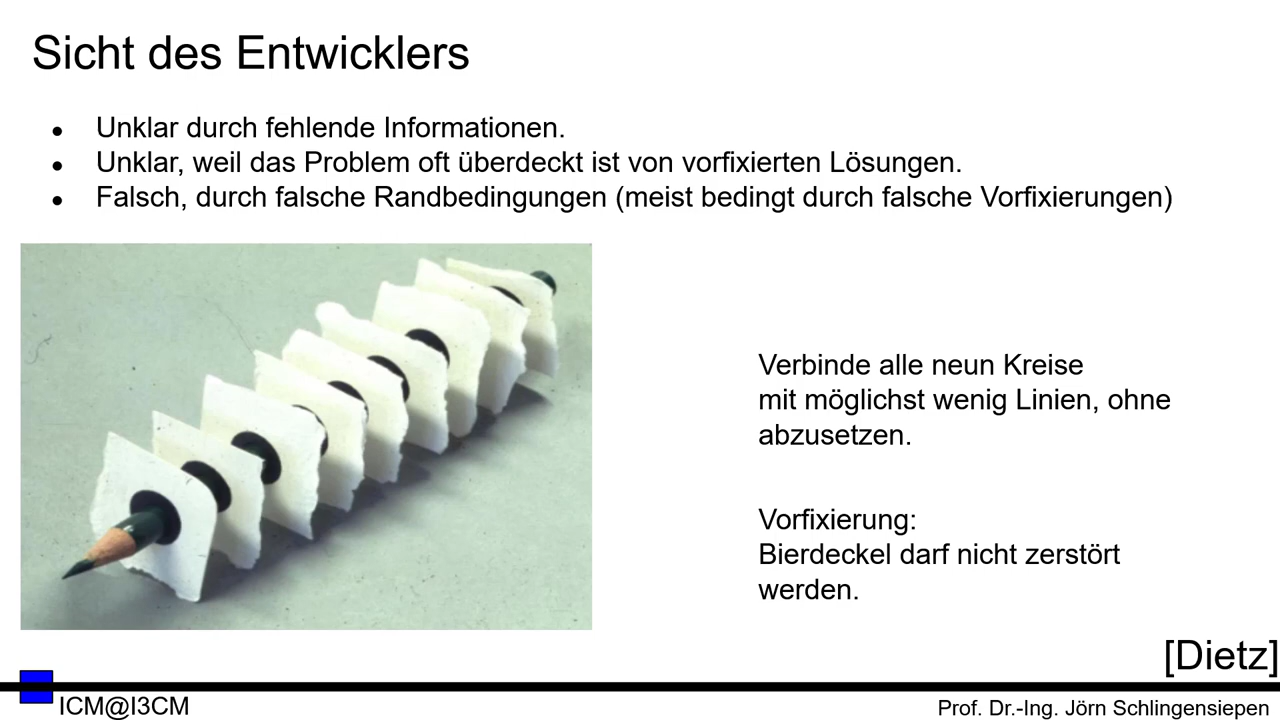 Sicht des Entwicklers
● Unklar durch fehlende Informationen.
● Unklar, weil das Problem oft überdeckt ist von vorfixierten Lösungen.
● Falsch, durch falsche Randbedingungen (meist bedingt durch falsche Vorfixierungen)
Verbinde alle neun Kreise
mit möglichst wenig Linien, ohne
abzusetzen.
Vorfixierung:
Bierdeckel darf nicht zerstört
werden.
[Dietz]
ICM@I3CM
Prof. Dr.-Ing. Jörn Schlingensiepen